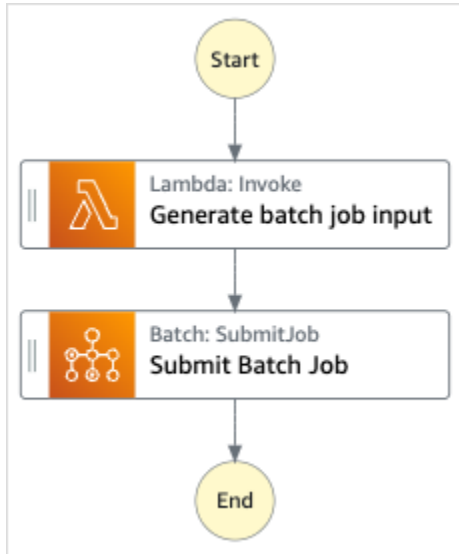 Start
Lambda: Invoke
Generate batch job input
Batch: SubmitJob
Submit Batch Job
End